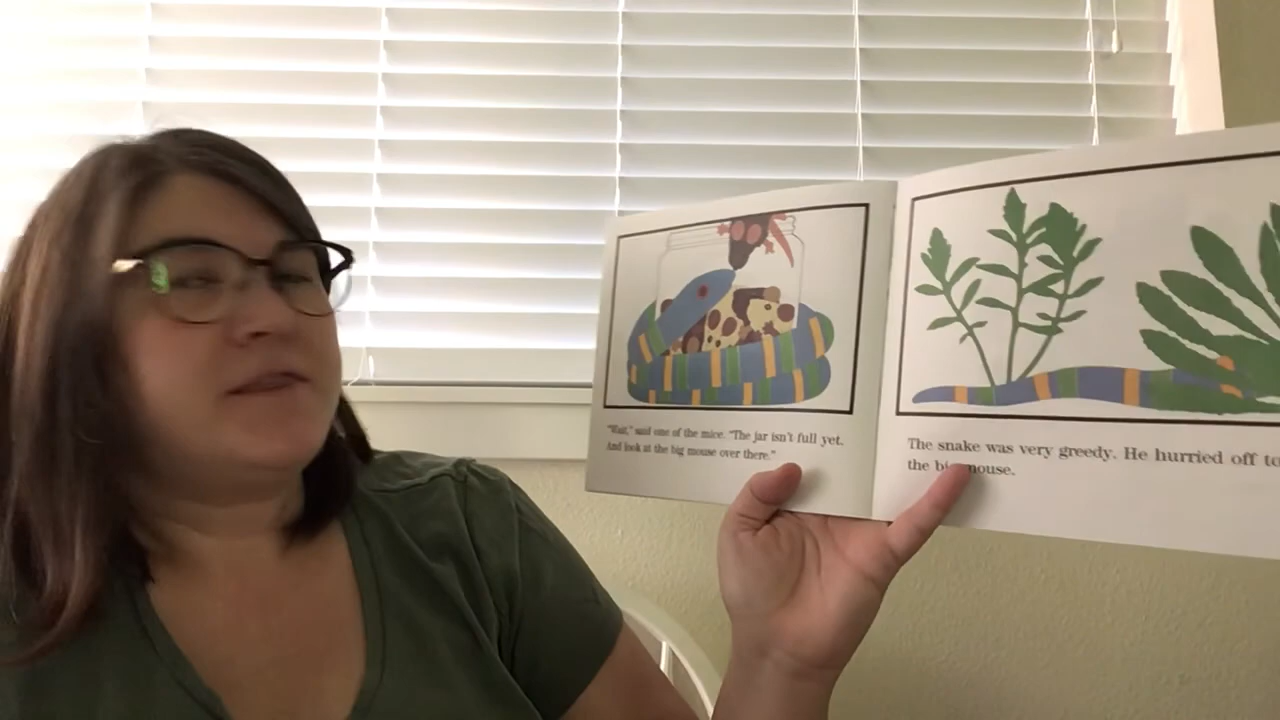 "Wait," said one of the mice. "The jar isn't full yet.
And look at the big mouse over there."
The snake was very greedy. He hurried off to
the big mouse.